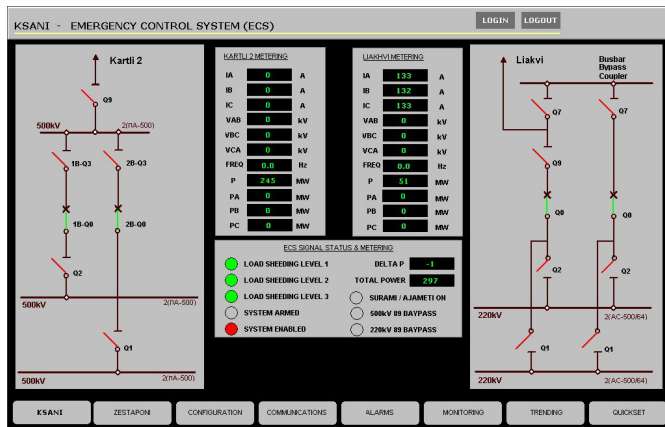 KSANI - EMERGENCY CONTROL SYSTEM (ECS)
LOGIN LOGOUT
Kartli 2
Q9
500kV 2(ПА-500)
1B-Q3 2B-Q3
1B-Q0 2B-Q0
Q2
500kV 2(ПА-500)
Q1
500kV 2(ПА-500)
KARTLI 2 METERING
IA 0 A
IB 0 A
IC 0 A
VAB 0 kV
VBC 0 kV
VCA 0 kV
FREQ 0.0 Hz
P 245 MW
PA 0 MW
PB 0 MW
PC 0 MW
LIAKHVI METERING
IA 133 A
IB 132 A
IC 133 A
VAB 0 kV
VBC 0 kV
VCA 0 kV
FREQ 0.0 Hz
P 51 MW
PA 0 MW
PB 0 MW
PC 0 MW
ECS SIGNAL STATUS & METERING
LOAD SHEEDING LEVEL 1 DELTA P -1
LOAD SHEEDING LEVEL 2 TOTAL POWER 297
LOAD SHEEDING LEVEL 3 SURAMI / AJAMETI ON
SYSTEM ARMED 500kV 89 BAYPASS
SYSTEM ENABLED 220kV 89 BAYPASS
Liakvi
Busbar
Bypass
Coupler
Q7 Q7
Q9
Q0 Q0
Q2 Q2
220kV 2(AC-500/64)
Q1 Q1
220kV 2(AC-500/64)
KSANI ZESTAPONI CONFIGURATION COMMUNICATIONS ALARMS MONITORING TRENDING QUICKSET